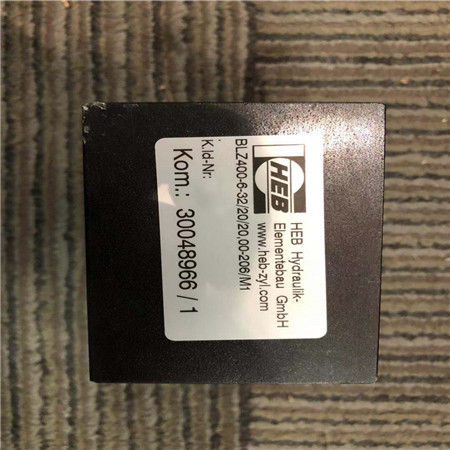 HEB
HEB Hydraulik-
Elementebau GmbH
www.heb-zyl.com
BLZ400-6-32/20/20,00-206/M1
K.Id-Nr:
Kom.: 30048966 / 1